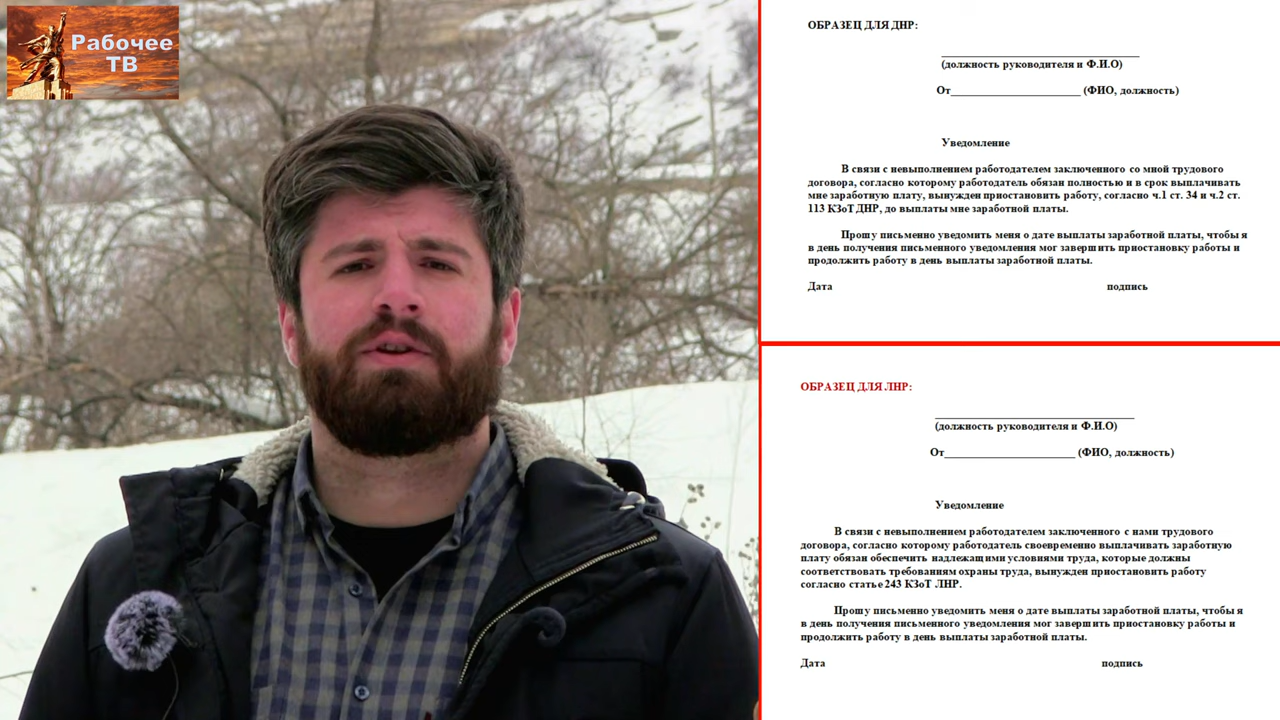 Рабочее
ТВ
ОБРАЗЕЦ ДЛЯ ДНР:
(должность руководителя и Ф.И.О)
От________________________ (ФИО, должность)
Уведомление
В связи с невыполнением работодателем заключенного со мной трудового
договора, согласно которому работодатель обязан полностью и в срок выплачивать
мне заработную плату, вынужден приостановить работу, согласно ч.1 ст. 34 и ч.2 ст.
113 КЗоТ ДНР, до выплаты мне заработной платы.
Прошу письменно уведомить меня о дате выплаты заработной платы, чтобы я
в день получения письменного уведомления мог завершить приостановку работы и
продолжить работу в день выплаты заработной платы.
Дата подпись
ОБРАЗЕЦ ДЛЯ ЛНР:
(должность руководителя и Ф.И.О)
От________________________ (ФИО, должность)
Уведомление
В связи с невыполнением работодателем заключенного с нами трудового
договора, согласно которому работодатель своевременно выплачивать заработную
плату обязан обеспечить надлежащими условиями труда, которые должны
соответствовать требованиям охраны труда, вынужден приостановить работу
согласно статье 243 КЗоТ ЛНР.
Прошу письменно уведомить меня о дате выплаты заработной платы, чтобы я
в день получения письменного уведомления мог завершить приостановку работы и
продолжить работу в день выплаты заработной платы.
Дата подпись